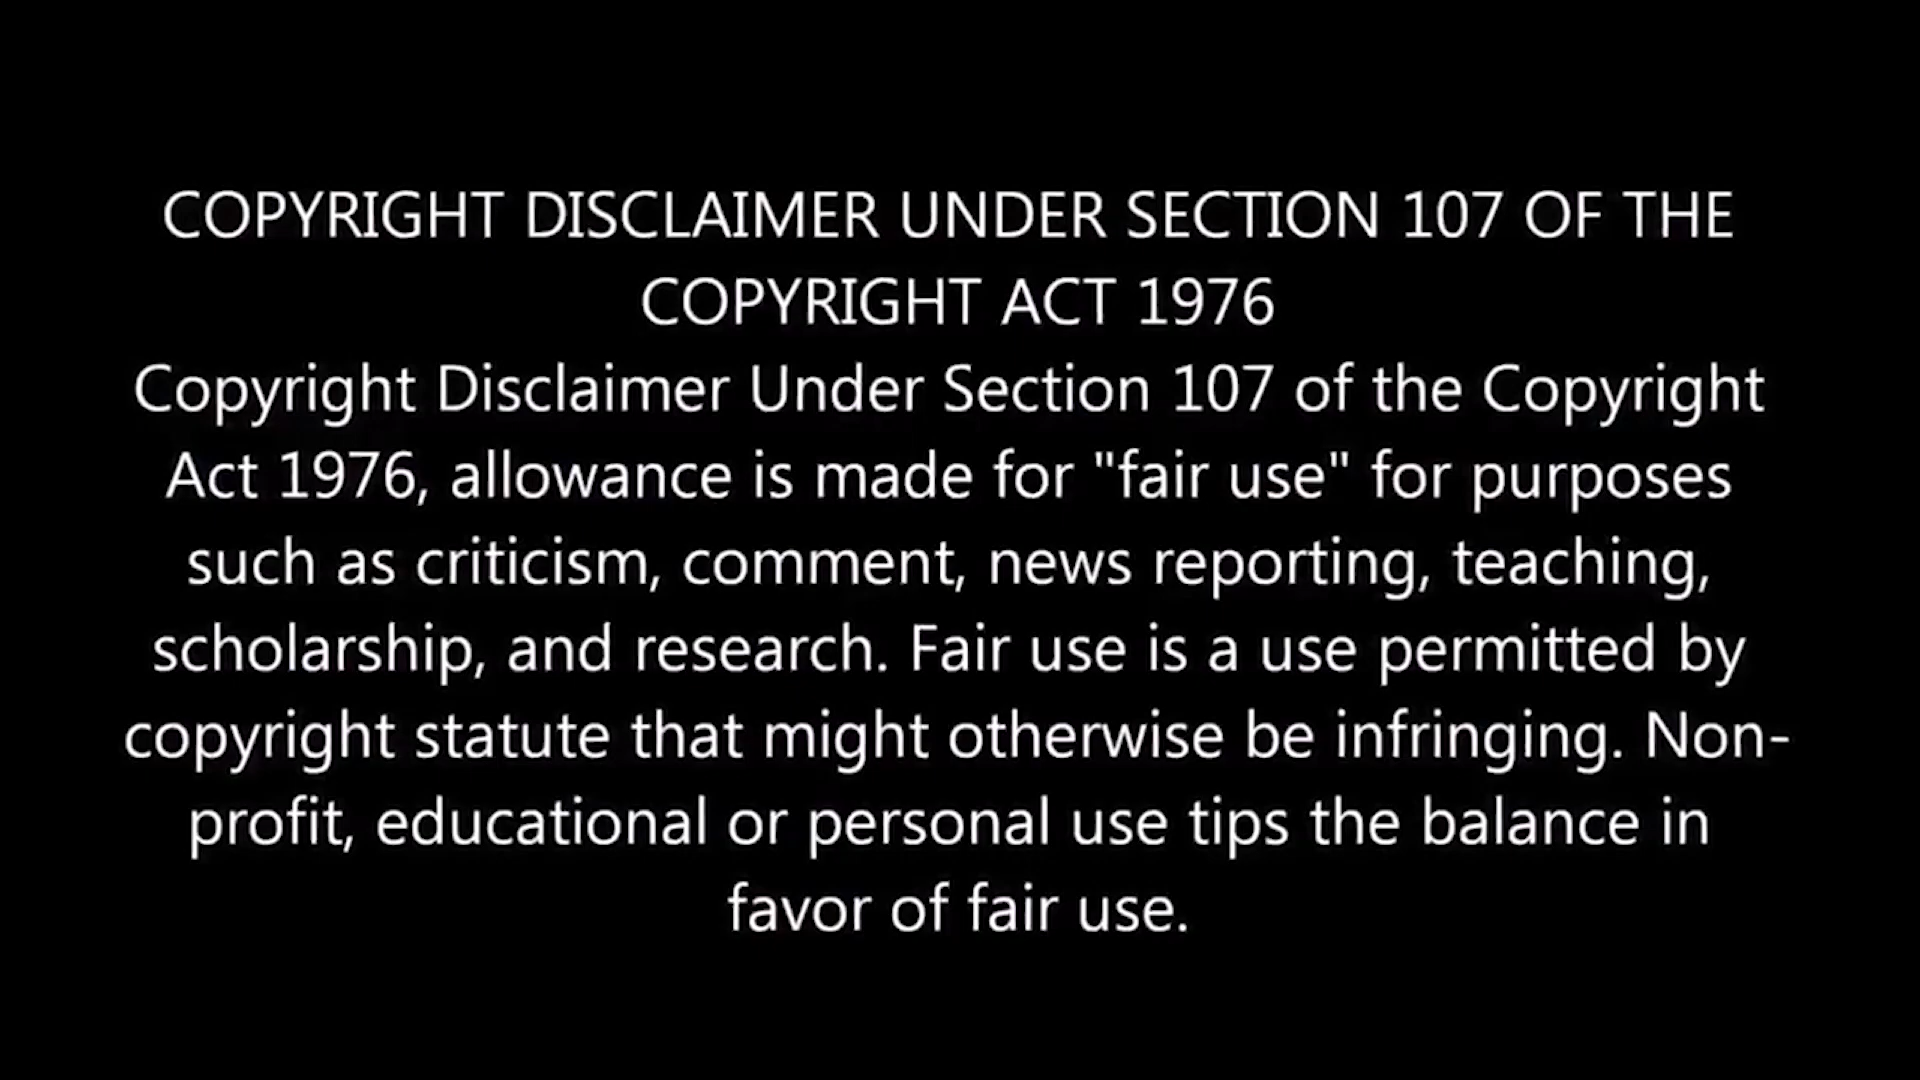 COPYRIGHT DISCLAIMER UNDER SECTION 107 OF THE
COPYRIGHT ACT 1976
Copyright Disclaimer Under Section 107 of the Copyright
Act 1976, allowance is made for "fair use" for purposes
such as criticism, comment, news reporting, teaching,
scholarship, and research. Fair use is a use permitted by
copyright statute that might otherwise be infringing. Non-
profit, educational or personal use tips the balance in
favor of fair use.